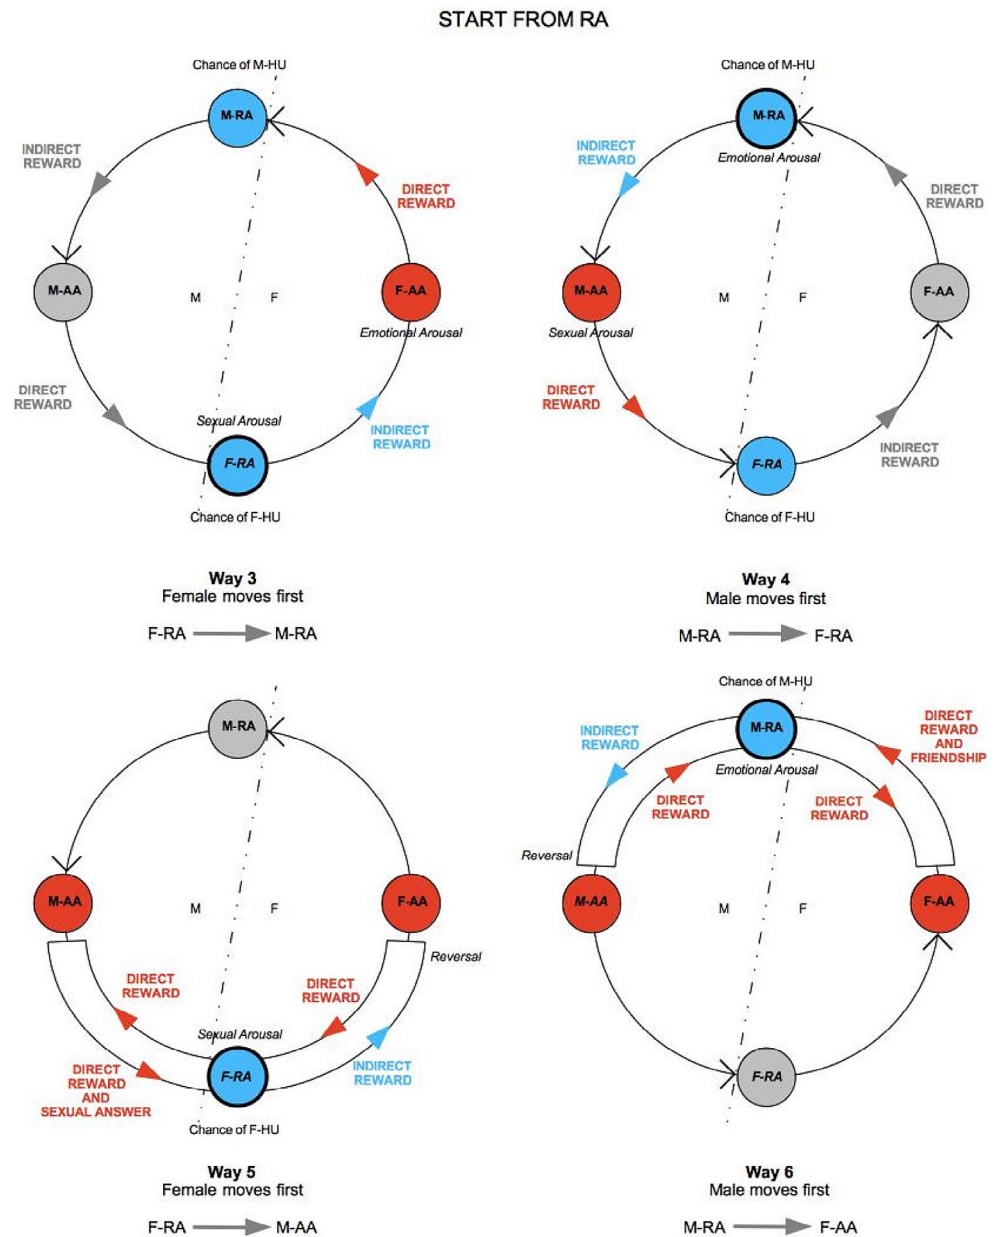 START FROM RA
Chance of M-HU
M-RA
INDIRECT
REWARD
DIRECT
REWARD
M-AA
M
F
F-AA
Emotional Arousal
DIRECT
REWARD
Sexual Arousal
INDIRECT
REWARD
F-RA
Chance of F-HU
Way 3
Female moves first
F-RA M-RA
Chance of M-HU
M-RA
Emotional Arousal
INDIRECT
REWARD
DIRECT
REWARD
M-AA
M
F
F-AA
Sexual Arousal
DIRECT
REWARD
INDIRECT
REWARD
F-RA
Chance of F-HU
Way 4
Male moves first
M-RA F-RA
M-RA
M-AA
M
F
F-AA
Reversal
DIRECT
REWARD
DIRECT
REWARD
Sexual Arousal
F-RA
DIRECT
REWARD
AND
SEXUAL ANSWER
INDIRECT
REWARD
Chance of F-HU
Way 5
Female moves first
F-RA M-AA
Chance of M-HU
M-RA
Emotional Arousal
INDIRECT
REWARD
DIRECT
REWARD
AND
FRIENDSHIP
DIRECT
REWARD
DIRECT
REWARD
Reversal
M-AA
M
F
F-AA
F-RA
Way 6
Male moves first
M-RA F-AA